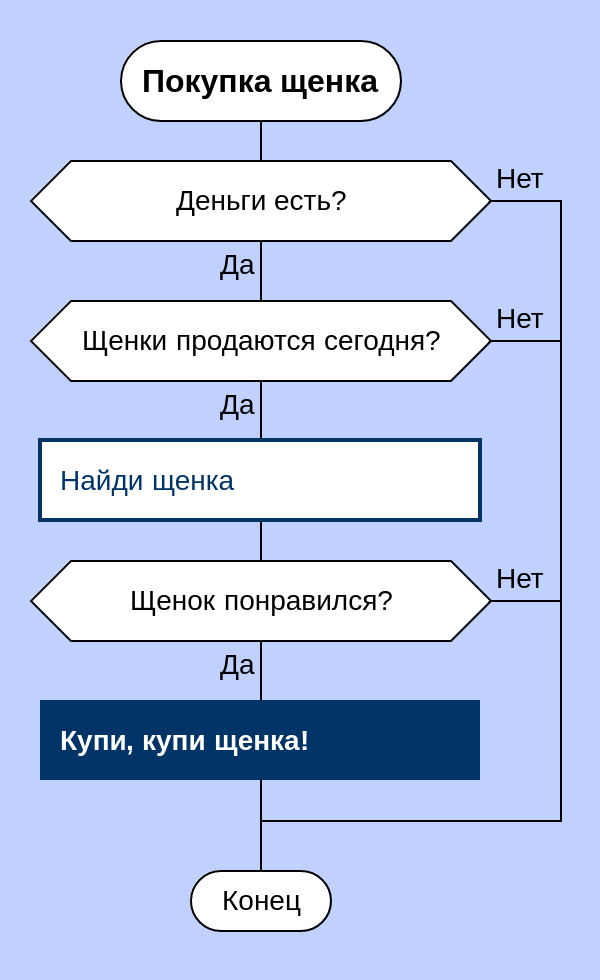 Покупка щенка
Нет
Деньги есть?
Да
Нет
Щенки продаются сегодня?
Да
Найди щенка
Нет
Щенок понравился?
Да
Купи, купи щенка!
Конец